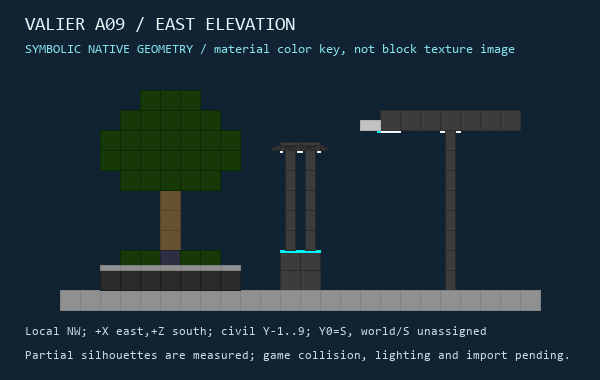 VALIER A09 / EAST ELEVATION
SYMBOLIC NATIVE GEOMETRY / material color key, not block texture image
Local NW; +X east,+Z south; civil Y-1..9; Y0=S, world/S unassigned
Partial silhouettes are measured; game collision, lighting and import pending.